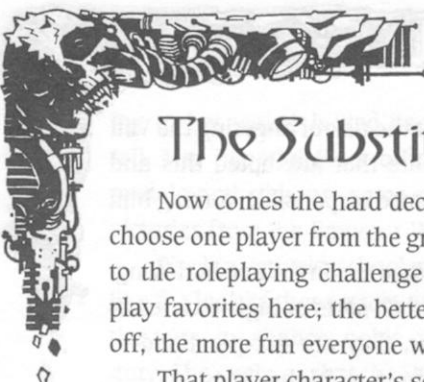 The Substi
Now comes the hard dec
choose one player from the gr
to the roleplaying challenge
play favorites here; the bette
off, the more fun everyone w
That player character's s